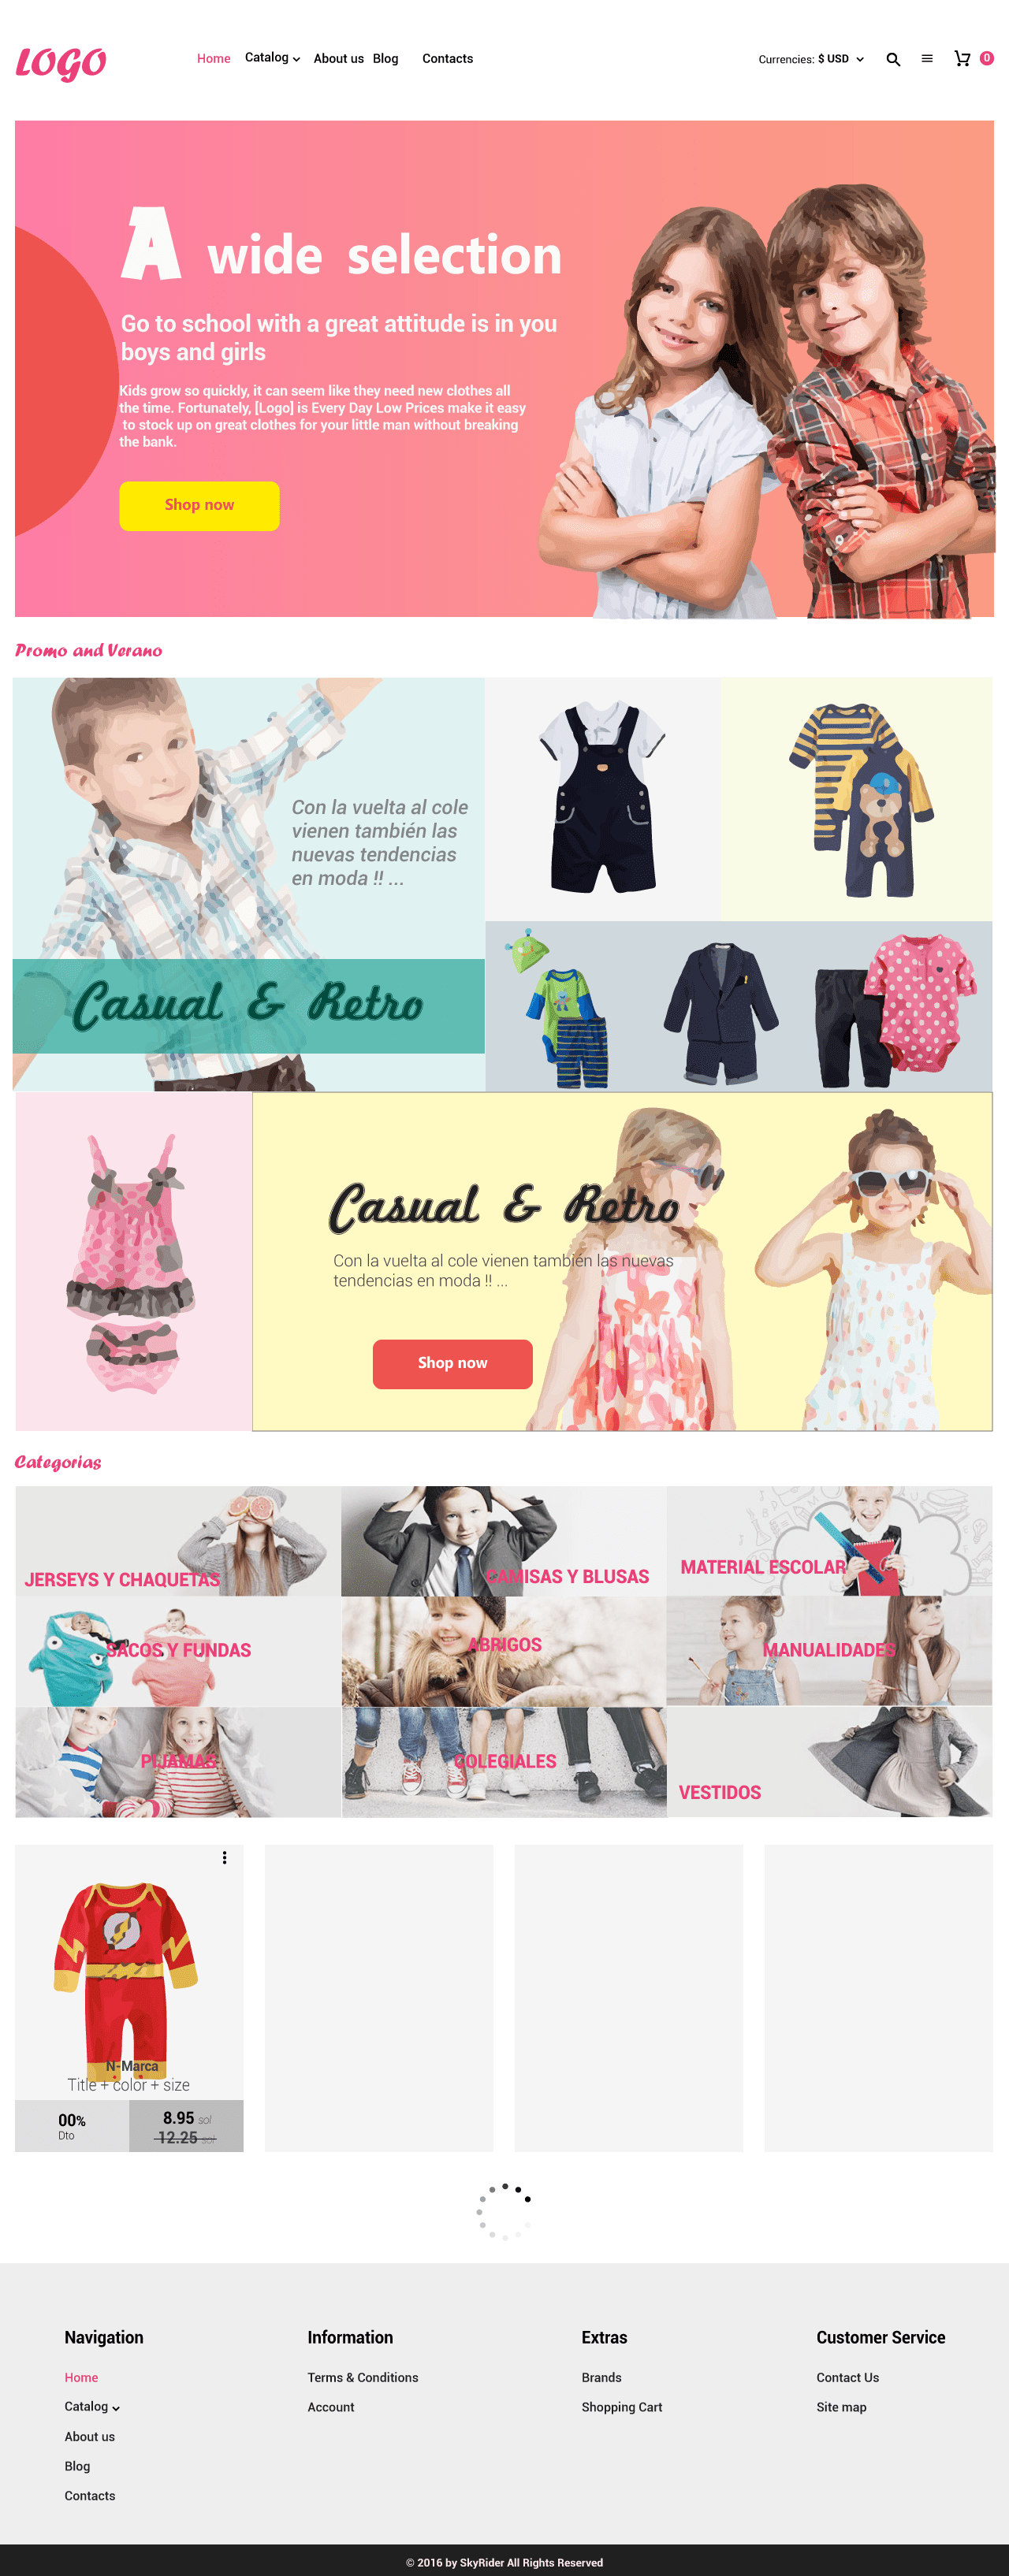 LOGO
Home Catalog About us Blog Contacts
Currencies: $ USD
0
A wide selection
Go to school with a great attitude is in you
boys and girls
Kids grow so quickly, it can seem like they need new clothes all
the time. Fortunately, [Logo] is Every Day Low Prices make it easy
to stock up on great clothes for your little man without breaking
the bank.
Shop now
Promo and Verano
Con la vuelta al cole
vienen también las
nuevas tendencias
en moda !! ...
Casual & Retro
Casual & Retro
Con la vuelta al cole vienen también las nuevas
tendencias en moda !! ...
Shop now
Categorias
JERSEYS Y CHAQUETAS
CAMISAS Y BLUSAS
MATERIAL ESCOLAR
SACOS Y FUNDAS
ABRIGOS
MANUALIDADES
PIJAMAS
COLEGIALES
VESTIDOS
N-Marca
Title + color + size
00%
Dto
8.95 sol
12.25 sol
Navigation
Home
Catalog
About us
Blog
Contacts
Information
Terms & Conditions
Account
Extras
Brands
Shopping Cart
Customer Service
Contact Us
Site map
© 2016 by SkyRider All Rights Reserved